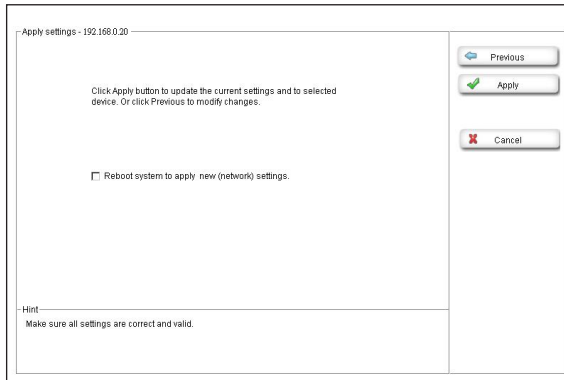 Apply settings - 192.168.0.20
Click Apply button to update the current settings and to selected
device. Or click Previous to modify changes.
Reboot system to apply new (network) settings.
Hint
Make sure all settings are correct and valid.
Previous
Apply
Cancel